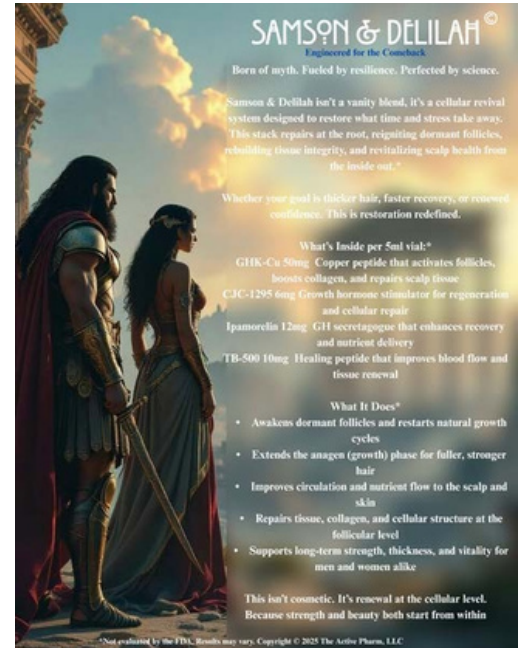 SAMSON & DELILAH©
Engineered for the Comeback
Born of myth. Fueled by resilience. Perfected by science.
Samson & Delilah isn't a vanity blend, it's a cellular revival
system designed to restore what time and stress take away.
This stack repairs at the root, reigniting dormant follicles,
rebuilding tissue integrity, and revitalizing scalp health from
the inside out.*
Whether your goal is thicker hair, faster recovery, or renewed
confidence. This is restoration redefined.
What's Inside per 5ml vial:*
GHK-Cu 50mg Copper peptide that activates follicles,
boosts collagen, and repairs scalp tissue
CJC-1295 6mg Growth hormone stimulator for regeneration
and cellular repair
Ipamorelin 12mg GH secretagogue that enhances recovery
and nutrient delivery
TB-500 10mg Healing peptide that improves blood flow and
tissue renewal
What It Does*
• Awakens dormant follicles and restarts natural growth
cycles
• Extends the anagen (growth) phase for fuller, stronger
hair
• Improves circulation and nutrient flow to the scalp and
skin
• Repairs tissue, collagen, and cellular structure at the
follicular level
• Supports long-term strength, thickness, and vitality for
men and women alike
This isn't cosmetic. It's renewal at the cellular level.
Because strength and beauty both start from within
*Not evaluated by the FDA. Results may vary. Copyright © 2025 The Active Pharm, LLC